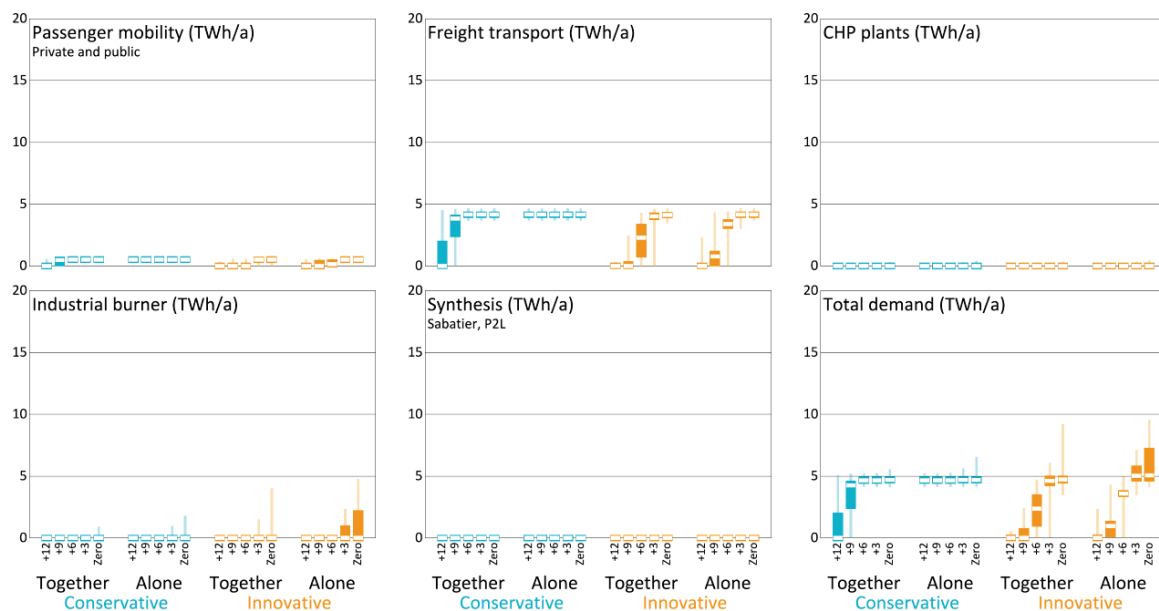 Passenger mobility (TWh/a)
Private and public
20
15
10
5
0
Freight transport (TWh/a)
20
15
10
5
0
CHP plants (TWh/a)
20
15
10
5
0
Industrial burner (TWh/a)
20
15
10
5
0
+12 +9 +6 +3 Zero +12 +9 +6 +3 Zero +12 +9 +6 +3 Zero +12 +9 +6 +3 Zero
Together Alone Together Alone
Conservative Innovative
Synthesis (TWh/a)
Sabatier, P2L
20
15
10
5
0
+12 +9 +6 +3 Zero +12 +9 +6 +3 Zero +12 +9 +6 +3 Zero +12 +9 +6 +3 Zero
Together Alone Together Alone
Conservative Innovative
Total demand (TWh/a)
20
15
10
5
0
+12 +9 +6 +3 Zero +12 +9 +6 +3 Zero +12 +9 +6 +3 Zero +12 +9 +6 +3 Zero
Together Alone Together Alone
Conservative Innovative